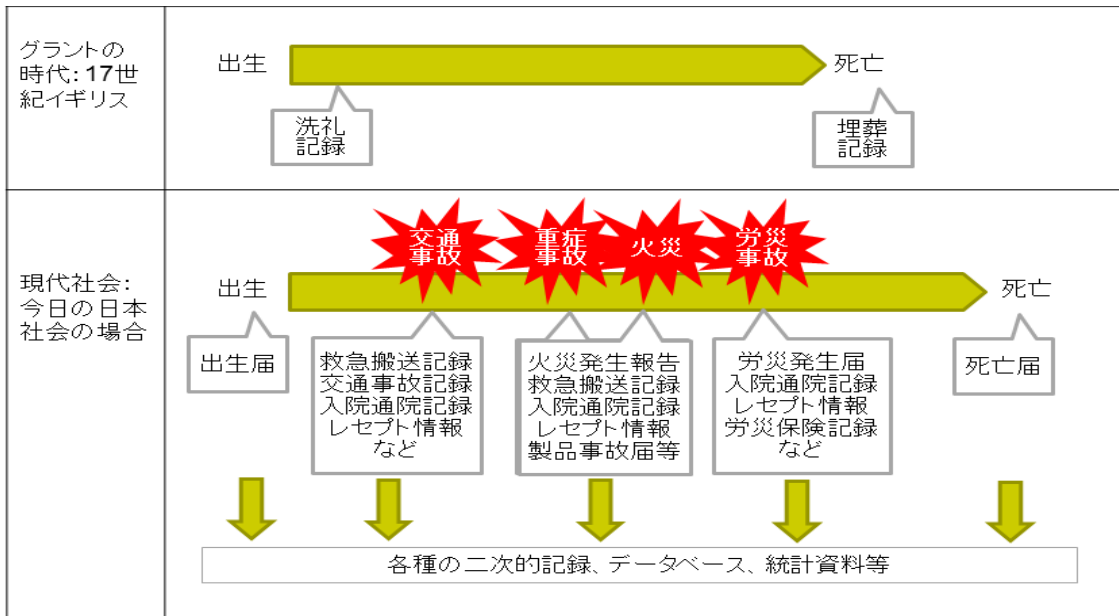 グラントの
時代：17世
紀イギリス
出生
死亡
洗礼
記録
埋葬
記録
現代社会：
今日の日本
社会の場合
交通
事故
重症
事故
火災
労災
事故
出生
死亡
出生届
救急搬送記録
交通事故記録
入院通院記録
レセプト情報
など
火災発生報告
救急搬送記録
入院通院記録
レセプト情報
製品事故届等
労災発生届
入院通院記録
レセプト情報
労災保険記録
など
死亡届
各種の二次的記録、データベース、統計資料等